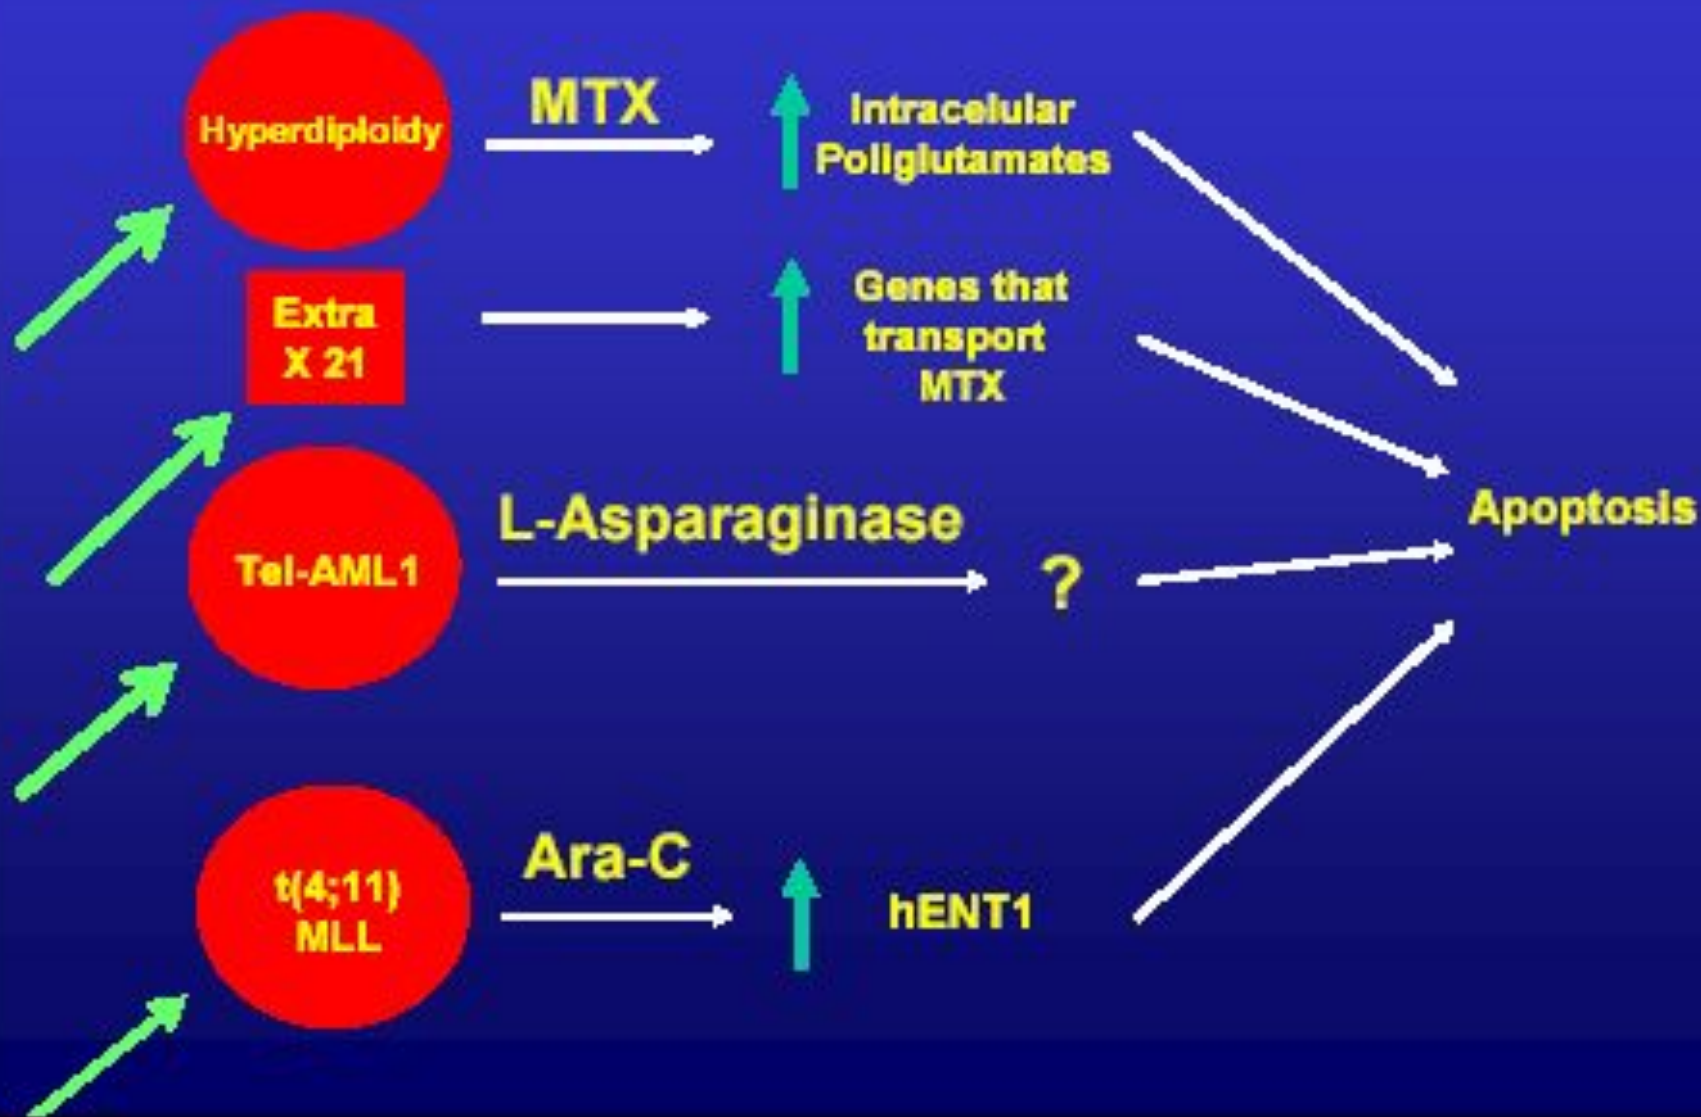 Hyperdiploidy
MTX
Intracelular
Poliglutamates
Extra
X 21
Genes that
transport
MTX
Tel-AML1
L-Asparaginase
?
Apoptosis
t(4;11)
MLL
Ara-C
hENT1